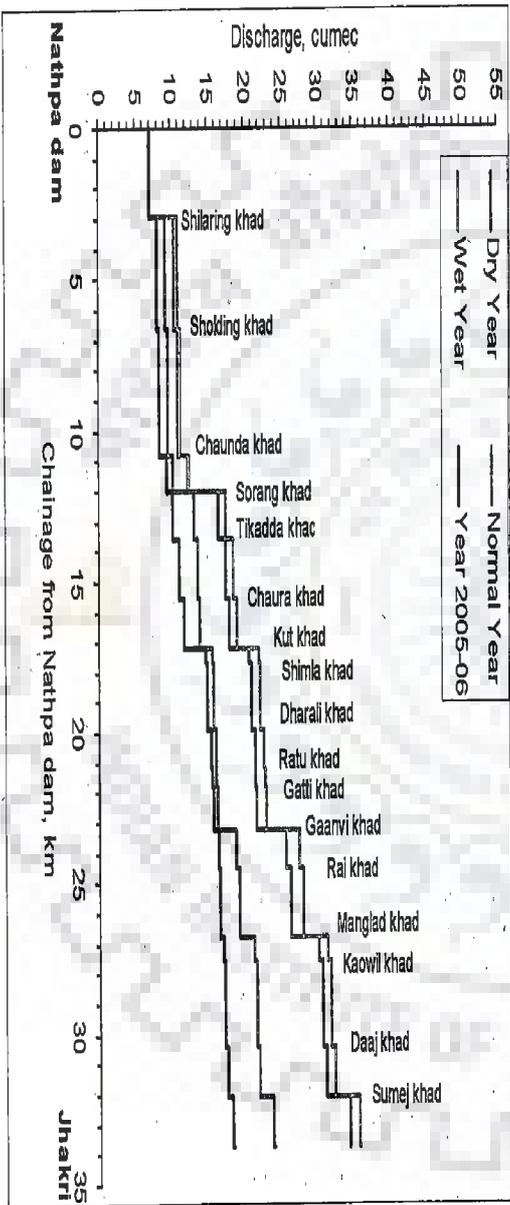 Discharge, cumec
55
50
45
40
35
30
25
20
15
10
5
0
Dry Year
Normal Year
Wet Year
Year 2005-06
Shilaring khad
Sholding khad
Chaunda khad
Sorang khad
Tikadda khac
Chaura khad
Kut khad
Shimla khad
Dharali khad
Ratu khad
Gatti khad
Gaanvi khad
Rai khad
Manglad khad
Kaowil khad
Daaj khad
Sumej khad
0
5
10
15
20
25
30
35
Nathpa dam
Chainage from Nathpa dam, km
Jhakri